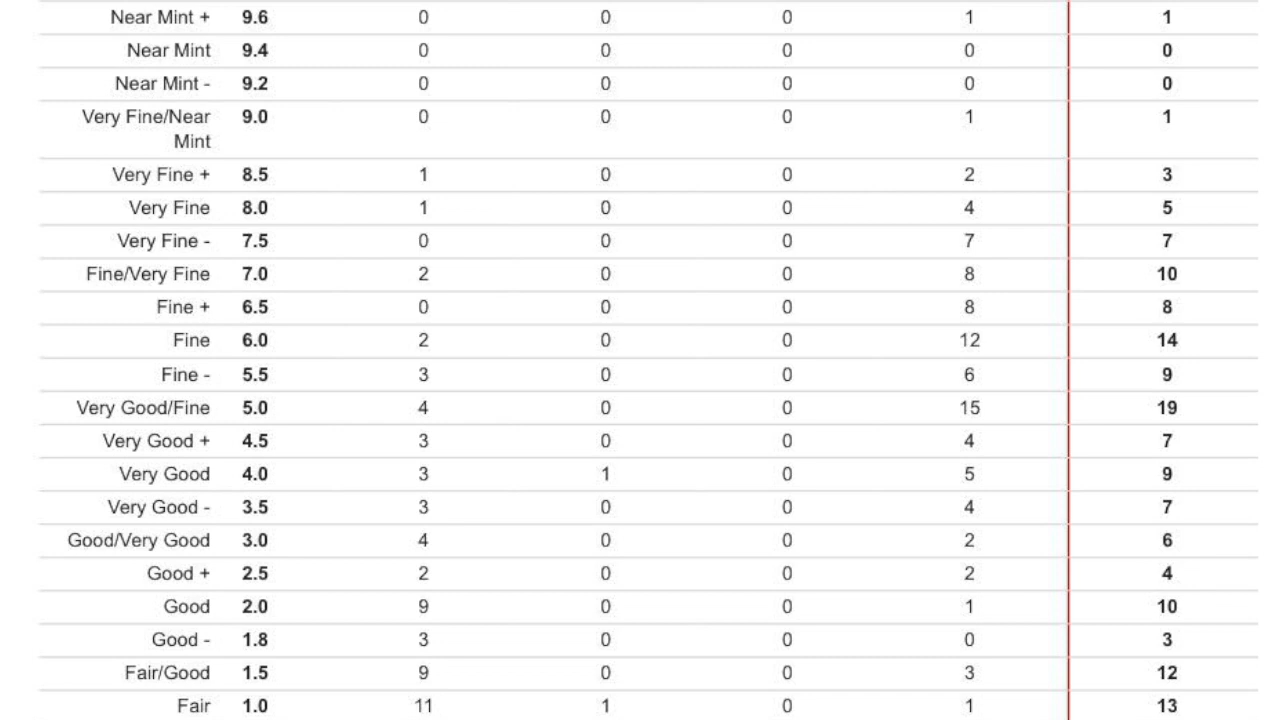 Near Mint + 9.6 0 0 0 1 1
Near Mint 9.4 0 0 0 0 0
Near Mint - 9.2 0 0 0 0 0
Very Fine/Near 9.0 0 0 0 1 1
Mint
Very Fine + 8.5 1 0 0 2 3
Very Fine 8.0 1 0 0 4 5
Very Fine - 7.5 0 0 0 7 7
Fine/Very Fine 7.0 2 0 0 8 10
Fine + 6.5 0 0 0 8 8
Fine 6.0 2 0 0 12 14
Fine - 5.5 3 0 0 6 9
Very Good/Fine 5.0 4 0 0 15 19
Very Good + 4.5 3 0 0 4 7
Very Good 4.0 3 1 0 5 9
Very Good - 3.5 3 0 0 4 7
Good/Very Good 3.0 4 0 0 2 6
Good + 2.5 2 0 0 2 4
Good 2.0 9 0 0 1 10
Good - 1.8 3 0 0 0 3
Fair/Good 1.5 9 0 0 3 12
Fair 1.0 11 1 0 1 13